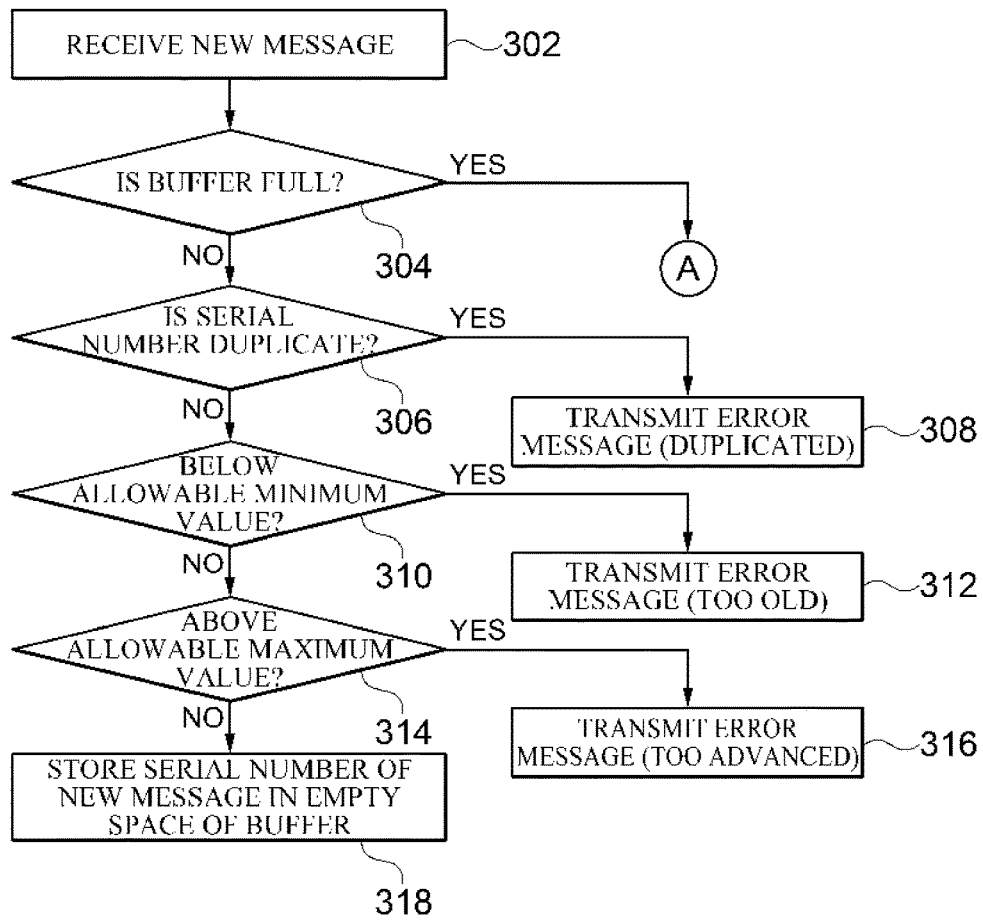 RECEIVE NEW MESSAGE
302
IS BUFFER FULL?
YES
304
A
NO
IS SERIAL
NUMBER DUPLICATE?
YES
306
NO
TRANSMIT ERROR
MESSAGE (DUPLICATED)
308
BELOW
ALLOWABLE MINIMUM
VALUE?
YES
310
NO
TRANSMIT ERROR
MESSAGE (TOO OLD)
312
ABOVE
ALLOWABLE MAXIMUM
VALUE?
YES
314
NO
TRANSMIT ERROR
MESSAGE (TOO ADVANCED)
316
STORE SERIAL NUMBER OF
NEW MESSAGE IN EMPTY
SPACE OF BUFFER
318